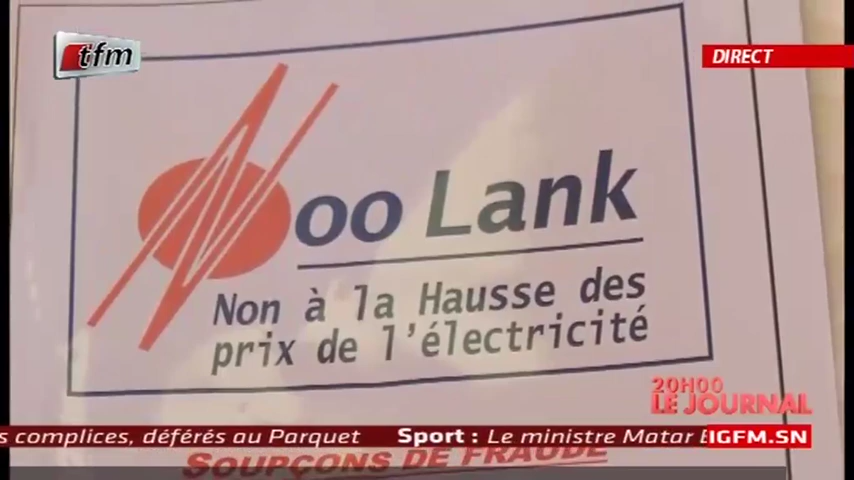 tfm
DIRECT
Noo Lank
Non à la Hausse des
prix de l'électricité
20H00
LE JOURNAL
s complices, déférés au Parquet Sport : Le ministre Matar B
IGFM.SN
SOUPÇONS DE FRAUDE